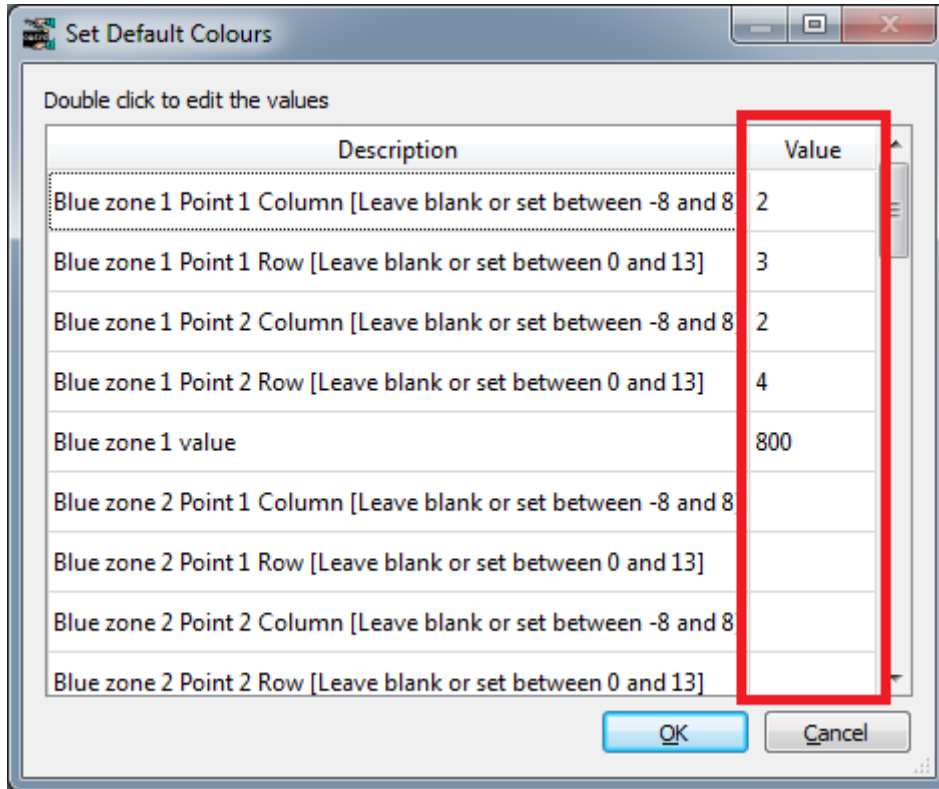 Set Default Colours
Double click to edit the values
Description Value
Blue zone 1 Point 1 Column [Leave blank or set between -8 and 8] 2
Blue zone 1 Point 1 Row [Leave blank or set between 0 and 13] 3
Blue zone 1 Point 2 Column [Leave blank or set between -8 and 8 2
Blue zone 1 Point 2 Row [Leave blank or set between 0 and 13] 4
Blue zone 1 value 800
Blue zone 2 Point 1 Column [Leave blank or set between -8 and 8
Blue zone 2 Point 1 Row [Leave blank or set between 0 and 13]
Blue zone 2 Point 2 Column [Leave blank or set between -8 and 8
Blue zone 2 Point 2 Row [Leave blank or set between 0 and 13]
OK Cancel